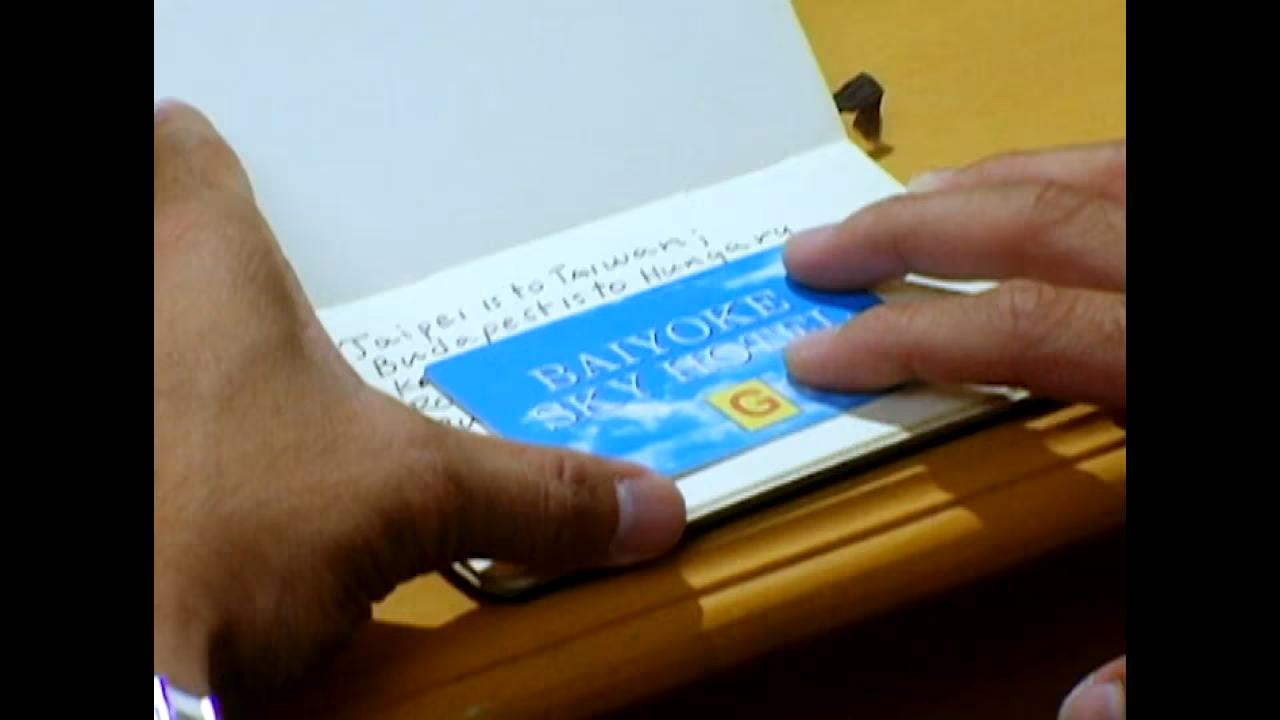 Taipei is to Taiwan;
Budapest is to Hungary
BAIYOKE
SKY HOTEL
G